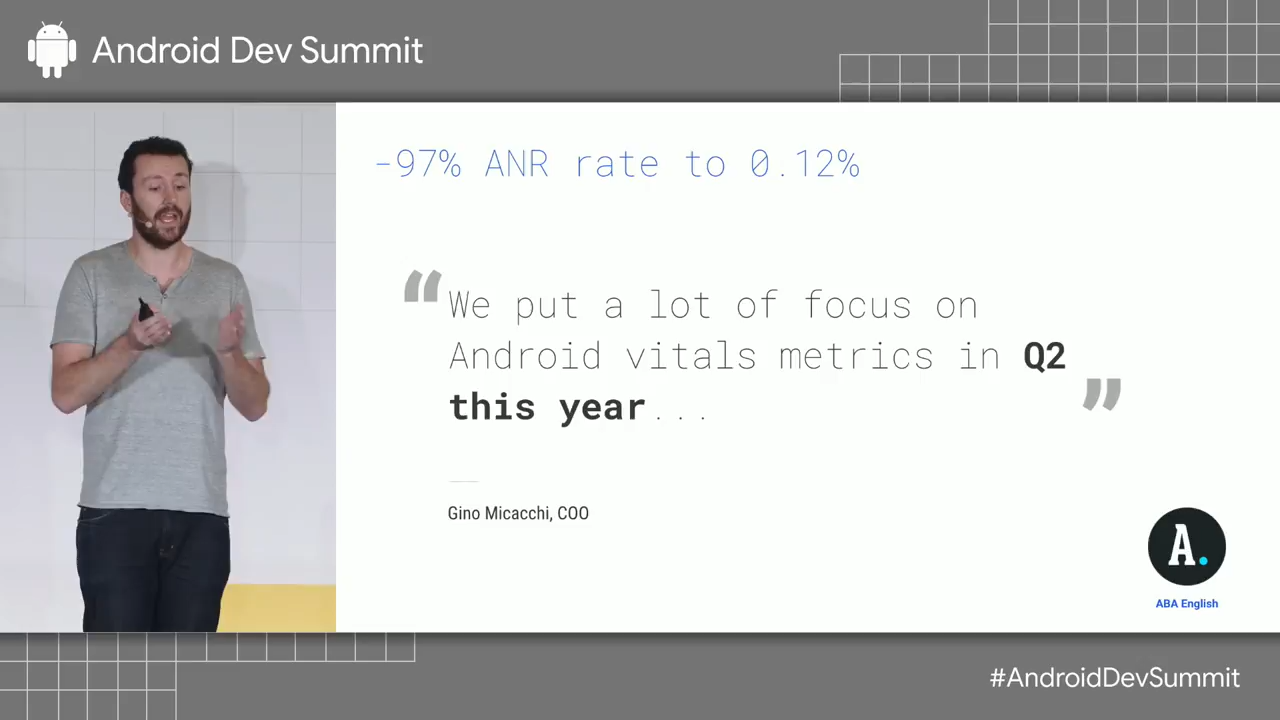 Android Dev Summit
-97% ANR rate to 0.12%
“We put a lot of focus on
Android vitals metrics in Q2
this year...”
Gino Micacchi, COO
A.
ABA English
#AndroidDevSummit